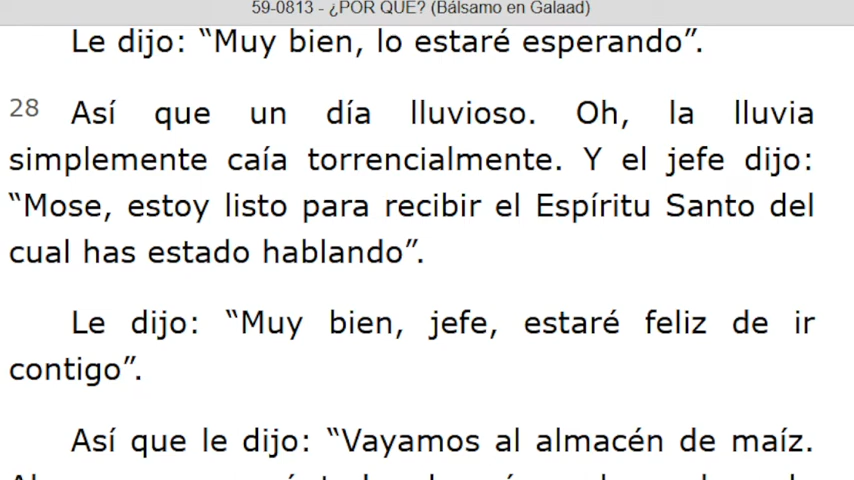 59-0813 - ¿POR QUE? (Bálsamo en Galaad)
Le dijo: “Muy bien, lo estaré esperando”.
28 Así que un día lluvioso. Oh, la lluvia
simplemente caía torrencialmente. Y el jefe dijo:
“Mose, estoy listo para recibir el Espíritu Santo del
cual has estado hablando”.
Le dijo: “Muy bien, jefe, estaré feliz de ir
contigo”.
Así que le dijo: “Vayamos al almacén de maíz.